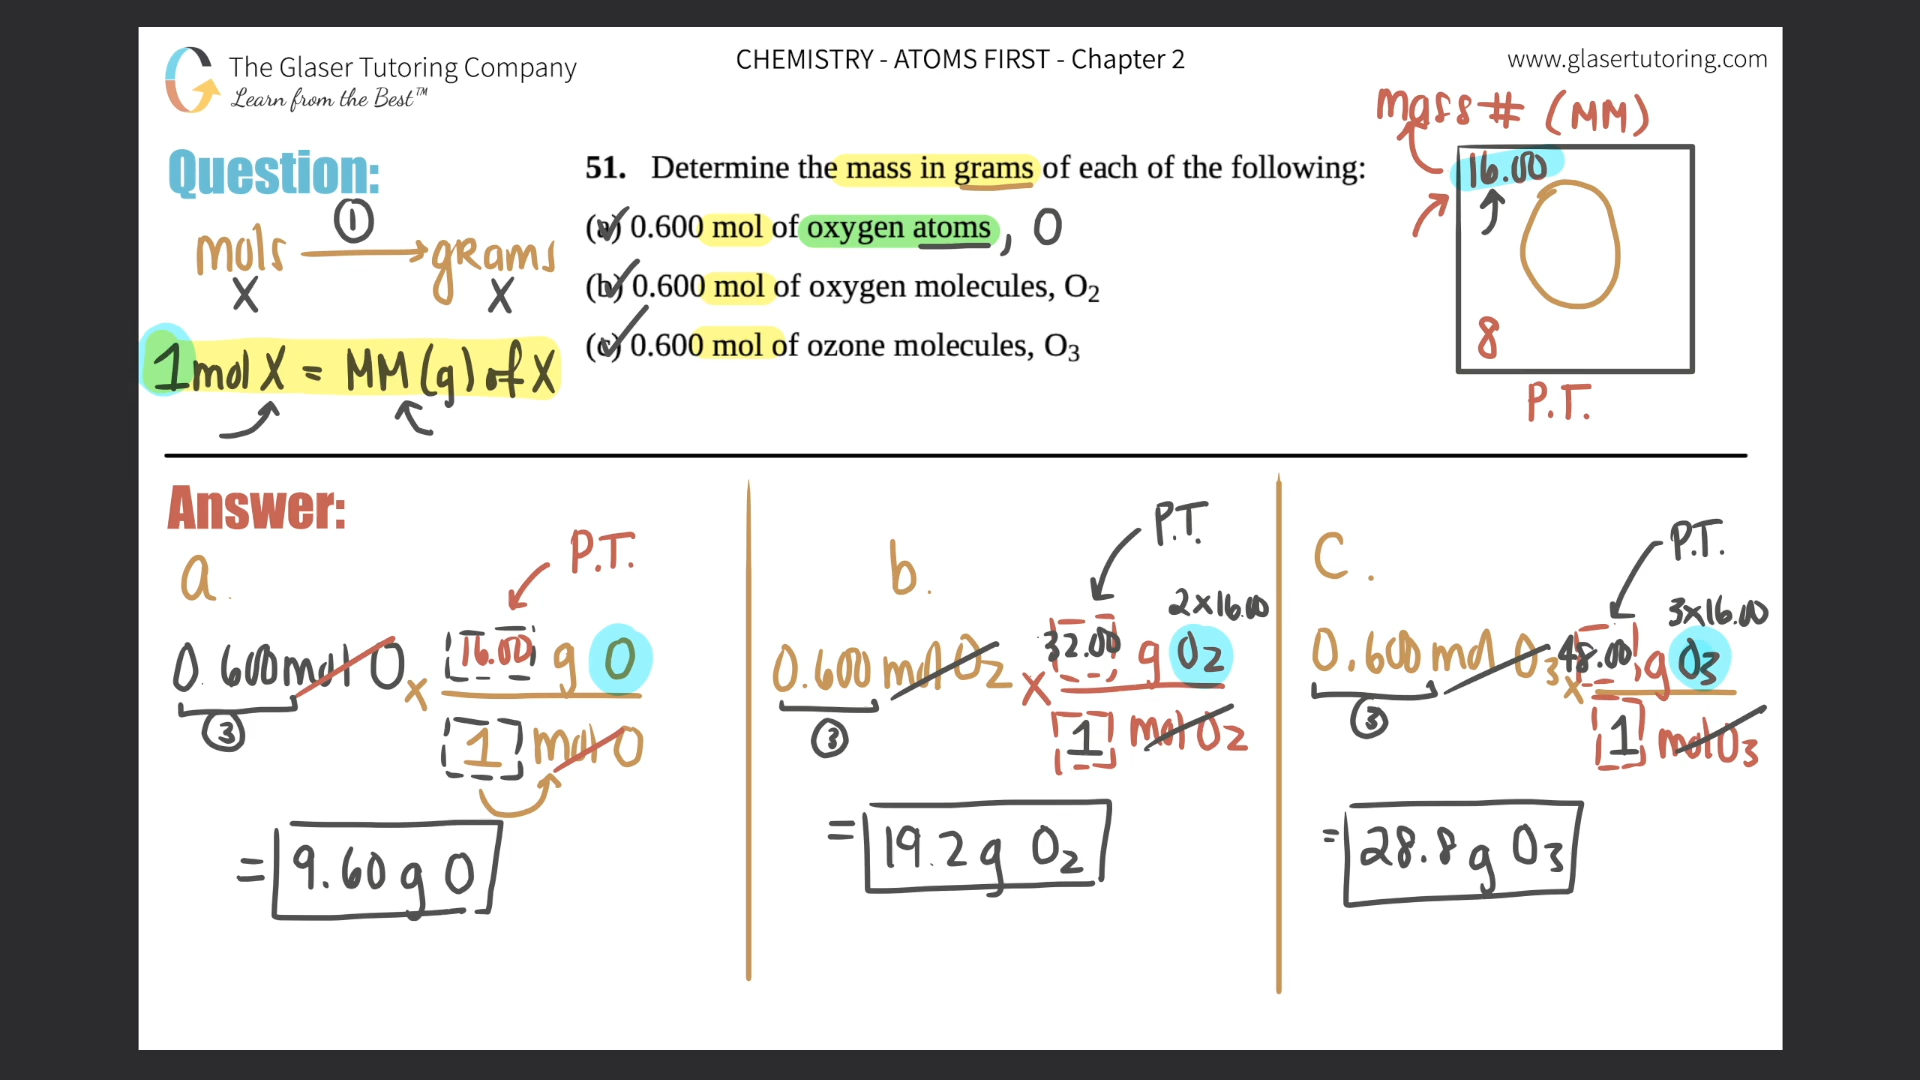 The Glaser Tutoring Company
Learn from the Best™
CHEMISTRY - ATOMS FIRST - Chapter 2
www.glasertutoring.com
mass # (MM)
16.00
8
P.T.
Question:
1
mols → grams
X X
1 mol X = MM (g) of X
51. Determine the mass in grams of each of the following:
(a) 0.600 mol of oxygen atoms, O
(b) 0.600 mol of oxygen molecules, O₂
(c) 0.600 mol of ozone molecules, O₃
Answer:
a.
P.T.
0.600 mol O x 16.00 g O
1 mol O
3
= 9.60 g O
b.
P.T.
2x16.00
0.600 mol O₂ x 32.00 g O₂
1 mol O₂
3
= 19.2 g O₂
c.
P.T.
3x16.00
0.600 mol O₃ x 48.00 g O₃
1 mol O₃
3
= 28.8 g O₃